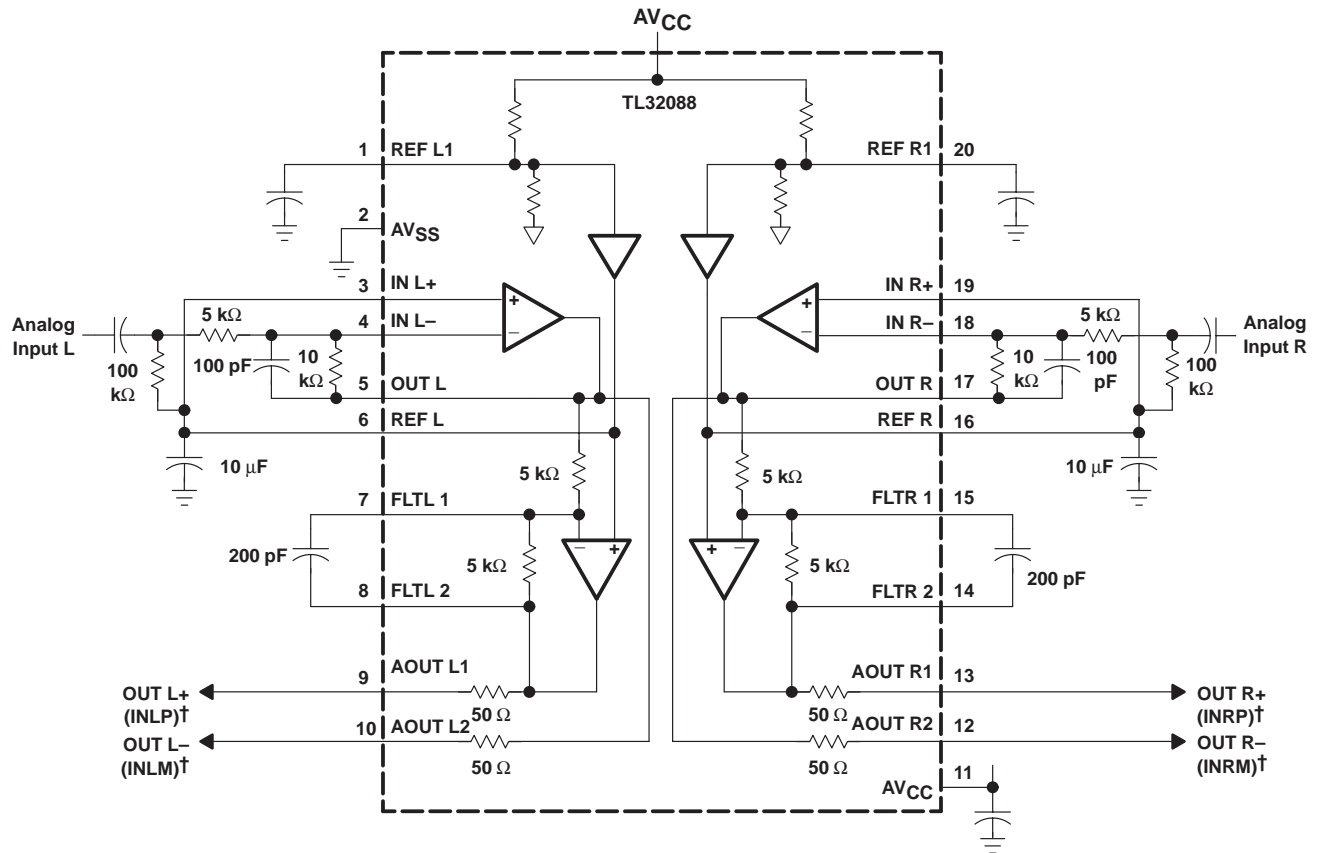 AVCC
TL32088
1 REF L1
REF R1 20
2 AVSS
3 IN L+
IN R+ 19
Analog
Input L
5 kΩ
4 IN L–
IN R– 18
5 kΩ
Analog
Input R
+
–
+
–
100
kΩ
100 pF
10
kΩ
10
kΩ
100
pF
100
kΩ
5 OUT L
OUT R 17
6 REF L
REF R 16
10 μF
5 kΩ
5 kΩ
10 μF
7 FLTL 1
FLTR 1 15
200 pF
5 kΩ
– +
+ –
5 kΩ
200 pF
8 FLTL 2
FLTR 2 14
9 AOUT L1
AOUT R1 13
OUT L+
(INLP)†
50 Ω
50 Ω
OUT R+
(INRP)†
10 AOUT L2
AOUT R2 12
OUT L–
(INLM)†
50 Ω
50 Ω
OUT R–
(INRM)†
AVCC 11